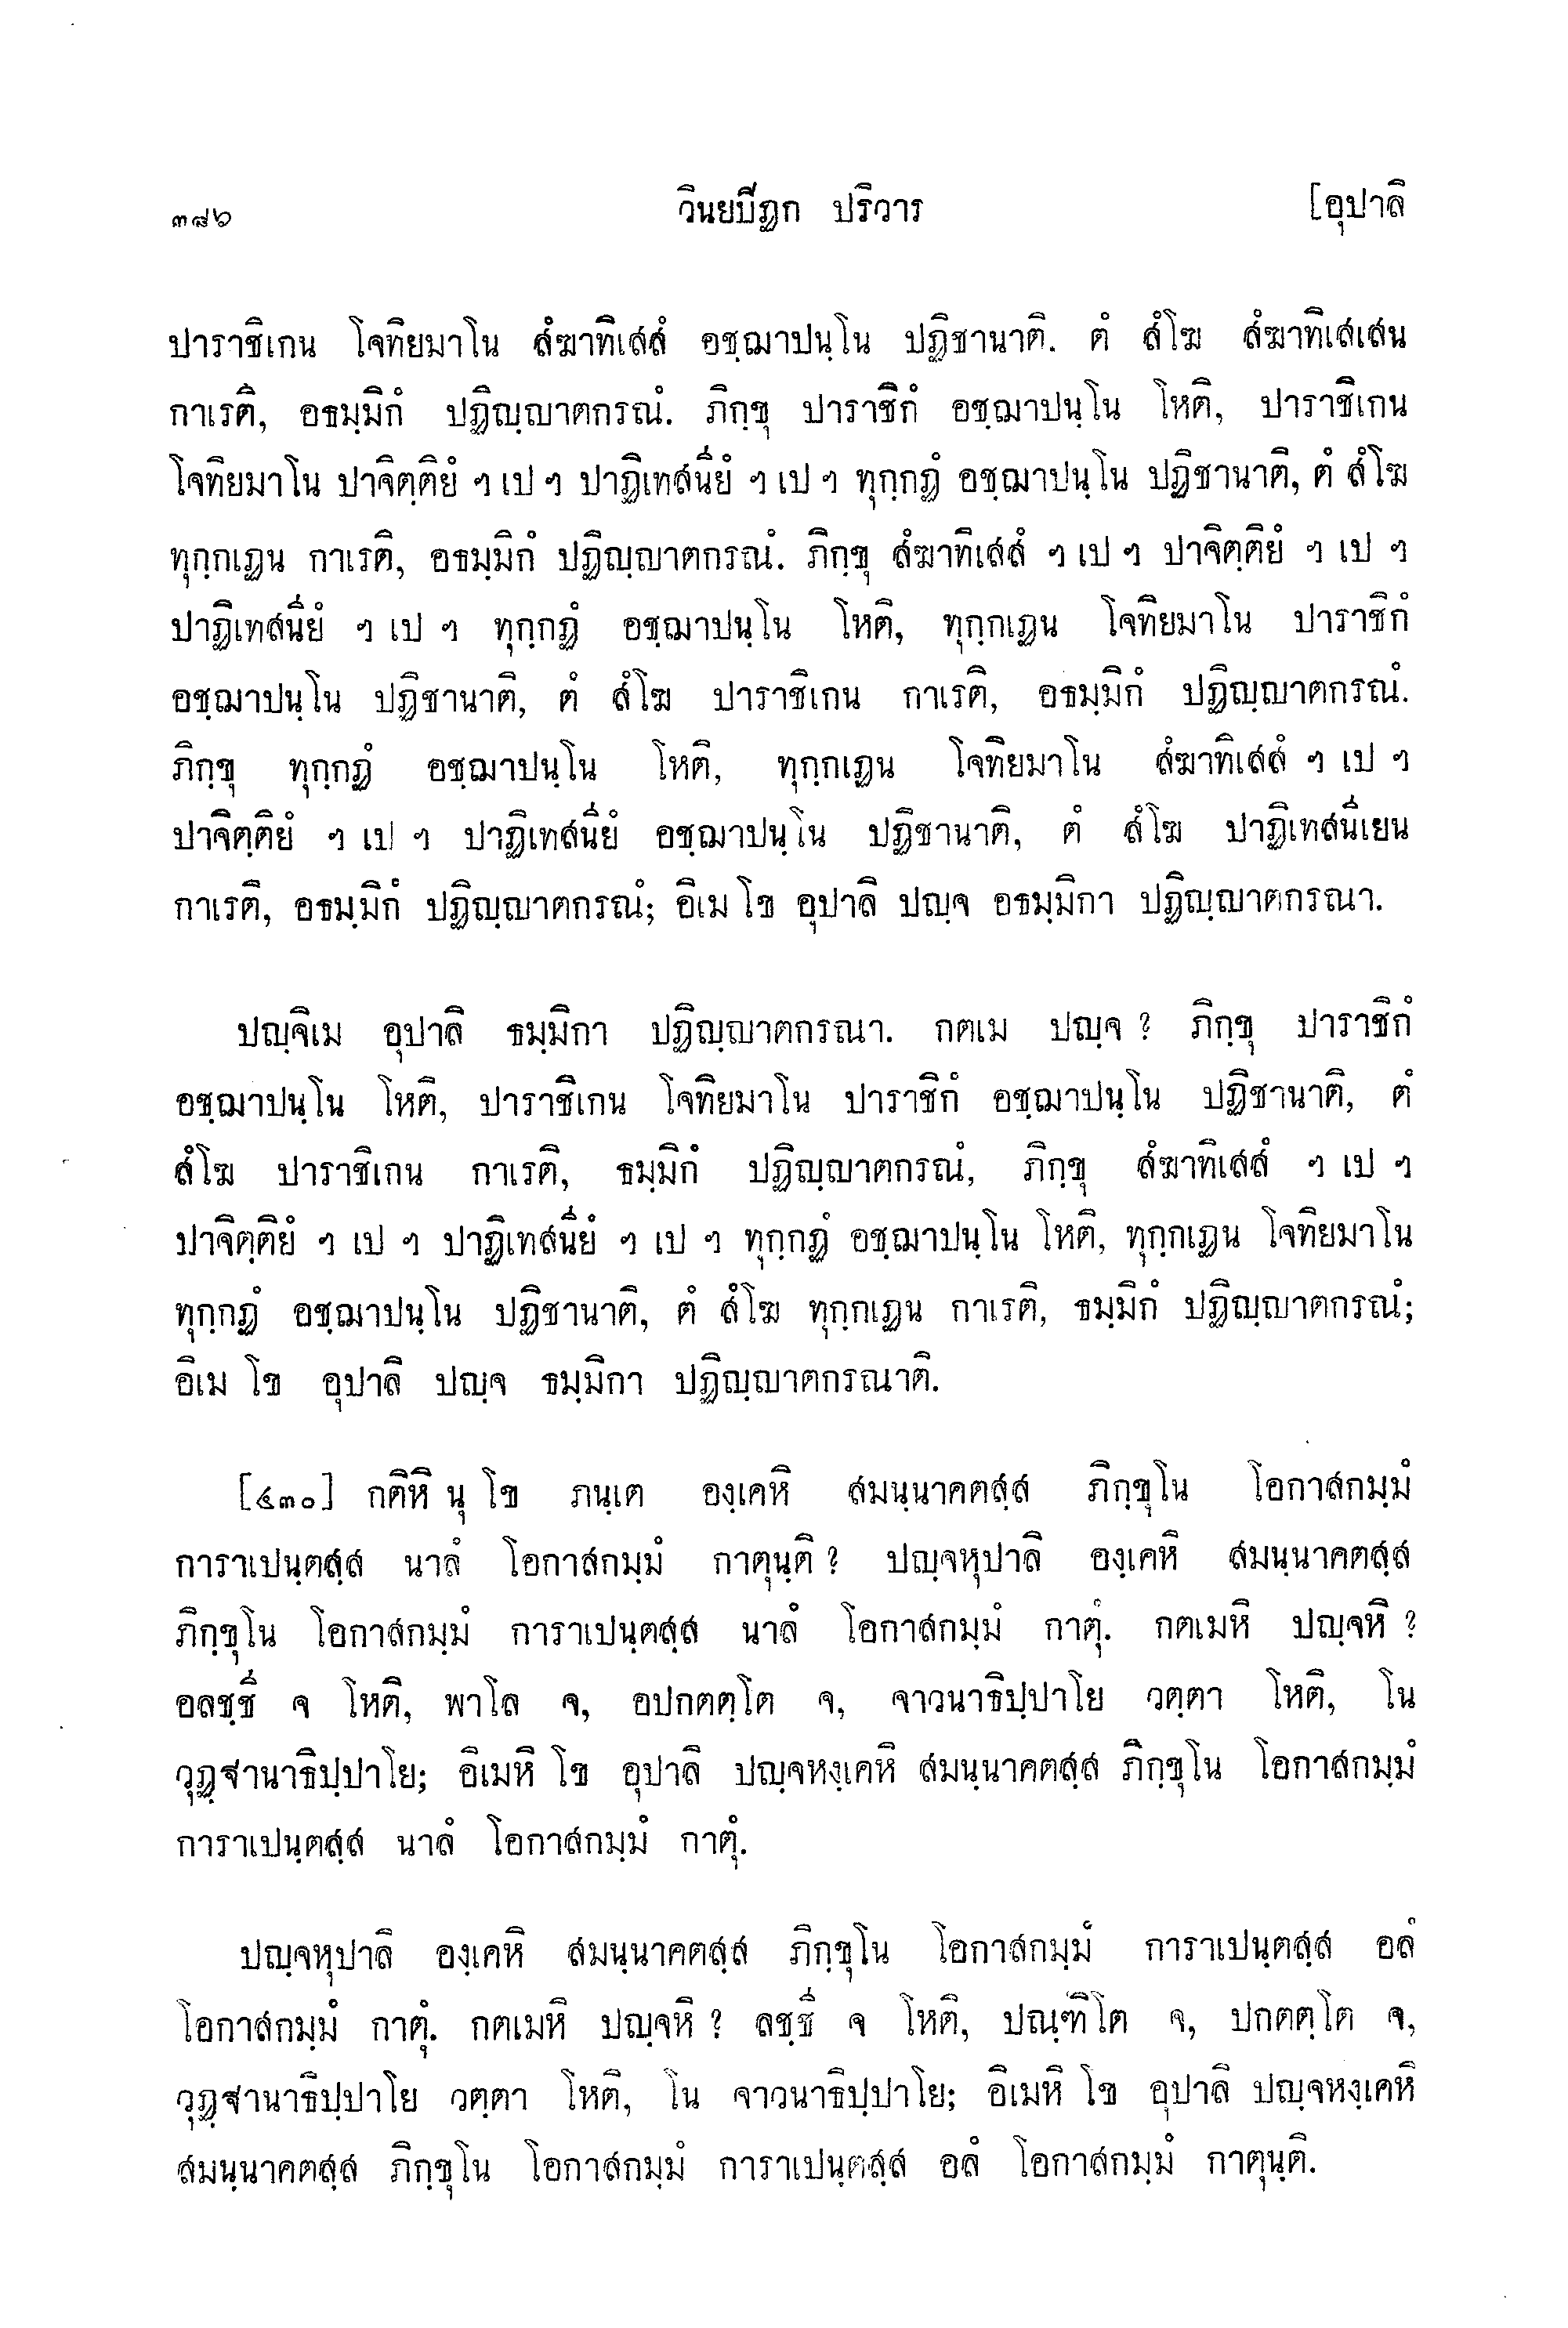 ๓๘๖ วินยปิฏก ปริวาร [อุปาลิ
ปาราชิเกน โจทิยมาโน สํฆาทิเสสํ อชฺฌาปนฺโน ปฏิชานาติ. ตํ สํโฆ สํฆาทิเสเสน
กาเรติ, อธมฺมิกํ ปฏิญฺญาตกรณํ. ภิกฺขุ ปาราชิกํ อชฺฌาปนฺโน โหติ, ปาราชิเกน
โจทิยมาโน ปาจิตฺติยํ ฯ เป ฯ ปาฏิเทสนียํ ฯ เป ฯ ทุกฺกฏํ อชฺฌาปนฺโน ปฏิชานาติ, ตํ สํโฆ
ทุกฺกเฏน กาเรติ, อธมฺมิกํ ปฏิญฺญาตกรณํ. ภิกฺขุ สํฆาทิเสสํ ฯ เป ฯ ปาจิตฺติยํ ฯ เป ฯ
ปาฏิเทสนียํ ฯ เป ฯ ทุกฺกฏํ อชฺฌาปนฺโน โหติ, ทุกฺกเฏน โจทิยมาโน ปาราชิกํ
อชฺฌาปนฺโน ปฏิชานาติ, ตํ สํโฆ ปาราชิเกน กาเรติ, อธมฺมิกํ ปฏิญฺญาตกรณํ.
ภิกฺขุ ทุกฺกฏํ อชฺฌาปนฺโน โหติ, ทุกฺกเฏน โจทิยมาโน สํฆาทิเสสํ ฯ เป ฯ
ปาจิตฺติยํ ฯ เป ฯ ปาฏิเทสนียํ อชฺฌาปนฺโน ปฏิชานาติ, ตํ สํโฆ ปาฏิเทสนีเยน
กาเรติ, อธมฺมิกํ ปฏิญฺญาตกรณํ; อิเม โข อุปาลิ ปญฺจ อธมฺมิกา ปฏิญฺญาตกรณา.
ปญฺจิเม อุปาลิ ธมฺมิกา ปฏิญฺญาตกรณา. กตเม ปญฺจ ? ภิกฺขุ ปาราชิกํ
อชฺฌาปนฺโน โหติ, ปาราชิเกน โจทิยมาโน ปาราชิกํ อชฺฌาปนฺโน ปฏิชานาติ, ตํ
สํโฆ ปาราชิเกน กาเรติ, ธมฺมิกํ ปฏิญฺญาตกรณํ, ภิกฺขุ สํฆาทิเสสํ ฯ เป ฯ
ปาจิตฺติยํ ฯ เป ฯ ปาฏิเทสนียํ ฯ เป ฯ ทุกฺกฏํ อชฺฌาปนฺโน โหติ, ทุกฺกเฏน โจทิยมาโน
ทุกฺกฏํ อชฺฌาปนฺโน ปฏิชานาติ, ตํ สํโฆ ทุกฺกเฏน กาเรติ, ธมฺมิกํ ปฏิญฺญาตกรณํ;
อิเม โข อุปาลิ ปญฺจ ธมฺมิกา ปฏิญฺญาตกรณาติ.
[๔๓๐] กติหิ นุ โข ภนฺเต องฺเคหิ สมนฺนาคตสฺส ภิกฺขุโน โอกาสกมฺมํ
การาเปนฺตสฺส นาลํ โอกาสกมฺมํ กาตุนฺติ ? ปญฺจหุปาลิ องฺเคหิ สมนฺนาคตสฺส
ภิกฺขุโน โอกาสกมฺมํ การาเปนฺตสฺส นาลํ โอกาสกมฺมํ กาตุํ. กตเมหิ ปญฺจหิ ?
อลชฺชี จ โหติ, พาโล จ, อปกตตฺโต จ, จาวนาธิปฺปาโย วตฺตา โหติ, โน
วุฏฺฐานาธิปฺปาโย; อิเมหิ โข อุปาลิ ปญฺจหงฺเคหิ สมนฺนาคตสฺส ภิกฺขุโน โอกาสกมฺมํ
การาเปนฺตสฺส นาลํ โอกาสกมฺมํ กาตุํ.
ปญฺจหุปาลิ องฺเคหิ สมนฺนาคตสฺส ภิกฺขุโน โอกาสกมฺมํ การาเปนฺตสฺส อลํ
โอกาสกมฺมํ กาตุํ. กตเมหิ ปญฺจหิ ? ลชฺชี จ โหติ, ปณฺฑิโต จ, ปกตตฺโต จ,
วุฏฺฐานาธิปฺปาโย วตฺตา โหติ, โน จาวนาธิปฺปาโย; อิเมหิ โข อุปาลิ ปญฺจหงฺเคหิ
สมนฺนาคตสฺส ภิกฺขุโน โอกาสกมฺมํ การาเปนฺตสฺส อลํ โอกาสกมฺมํ กาตุนฺติ.